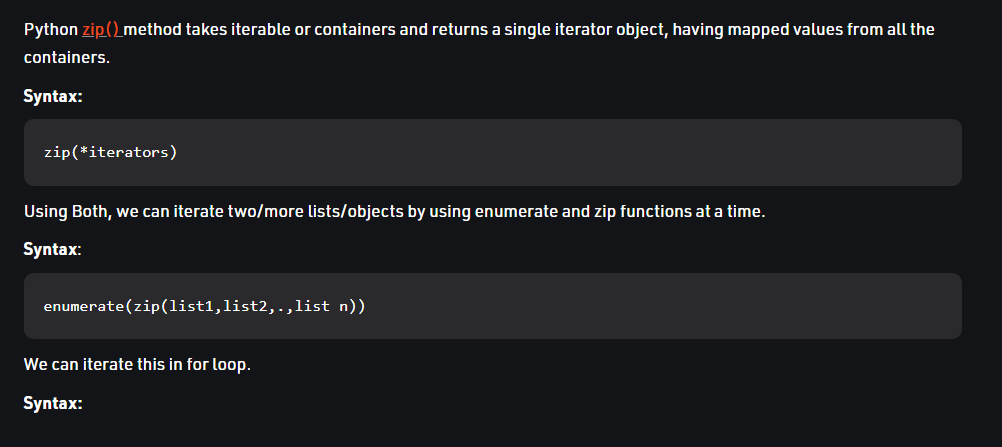 Python zip() method takes iterable or containers and returns a single iterator object, having mapped values from all the
containers.
Syntax:
zip(*iterators)
Using Both, we can iterate two/more lists/objects by using enumerate and zip functions at a time.
Syntax:
enumerate(zip(list1,list2,.,list n))
We can iterate this in for loop.
Syntax: